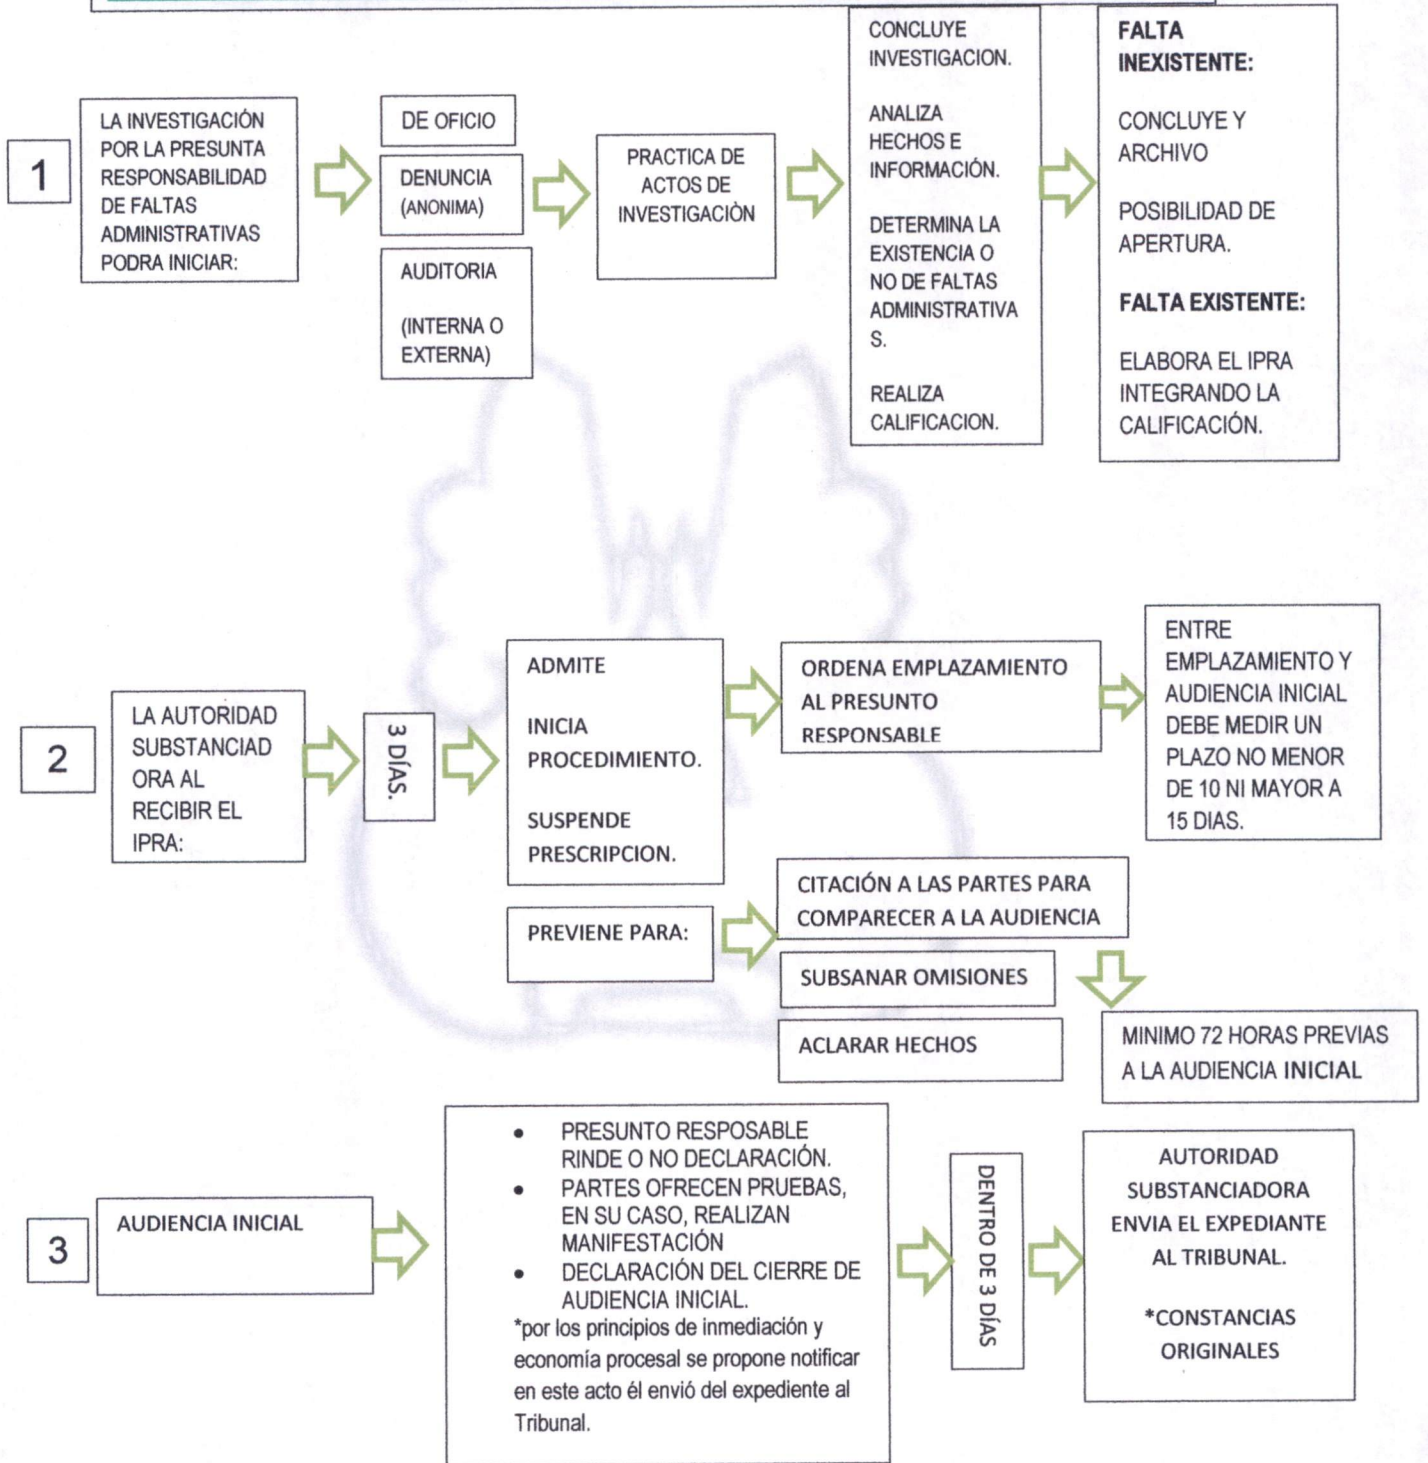 1
LA INVESTIGACIÓN
POR LA PRESUNTA
RESPONSABILIDAD
DE FALTAS
ADMINISTRATIVAS
PODRA INICIAR:
DE OFICIO
DENUNCIA
(ANONIMA)
AUDITORIA
(INTERNA O
EXTERNA)
PRACTICA DE
ACTOS DE
INVESTIGACIÒN
CONCLUYE
INVESTIGACION.
ANALIZA
HECHOS E
INFORMACIÓN.
DETERMINA LA
EXISTENCIA O
NO DE FALTAS
ADMINISTRATIVA
S.
REALIZA
CALIFICACION.
FALTA
INEXISTENTE:
CONCLUYE Y
ARCHIVO
POSIBILIDAD DE
APERTURA.
FALTA EXISTENTE:
ELABORA EL IPRA
INTEGRANDO LA
CALIFICACIÓN.
2
LA AUTORIDAD
SUBSTANCIAD
ORA AL
RECIBIR EL
IPRA:
3 DÍAS.
ADMITE
INICIA
PROCEDIMIENTO.
SUSPENDE
PRESCRIPCION.
ORDENA EMPLAZAMIENTO
AL PRESUNTO
RESPONSABLE
ENTRE
EMPLAZAMIENTO Y
AUDIENCIA INICIAL
DEBE MEDIR UN
PLAZO NO MENOR
DE 10 NI MAYOR A
15 DIAS.
PREVIENE PARA:
CITACIÓN A LAS PARTES PARA
COMPARECER A LA AUDIENCIA
SUBSANAR OMISIONES
ACLARAR HECHOS
MINIMO 72 HORAS PREVIAS
A LA AUDIENCIA INICIAL
3
AUDIENCIA INICIAL
• PRESUNTO RESPOSABLE
RINDE O NO DECLARACIÓN.
• PARTES OFRECEN PRUEBAS,
EN SU CASO, REALIZAN
MANIFESTACIÓN
• DECLARACIÓN DEL CIERRE DE
AUDIENCIA INICIAL.
*por los principios de inmediación y
economía procesal se propone notificar
en este acto él envió del expediente al
Tribunal.
DENTRO DE 3 DÍAS
AUTORIDAD
SUBSTANCIADORA
ENVIA EL EXPEDIANTE
AL TRIBUNAL.
*CONSTANCIAS
ORIGINALES